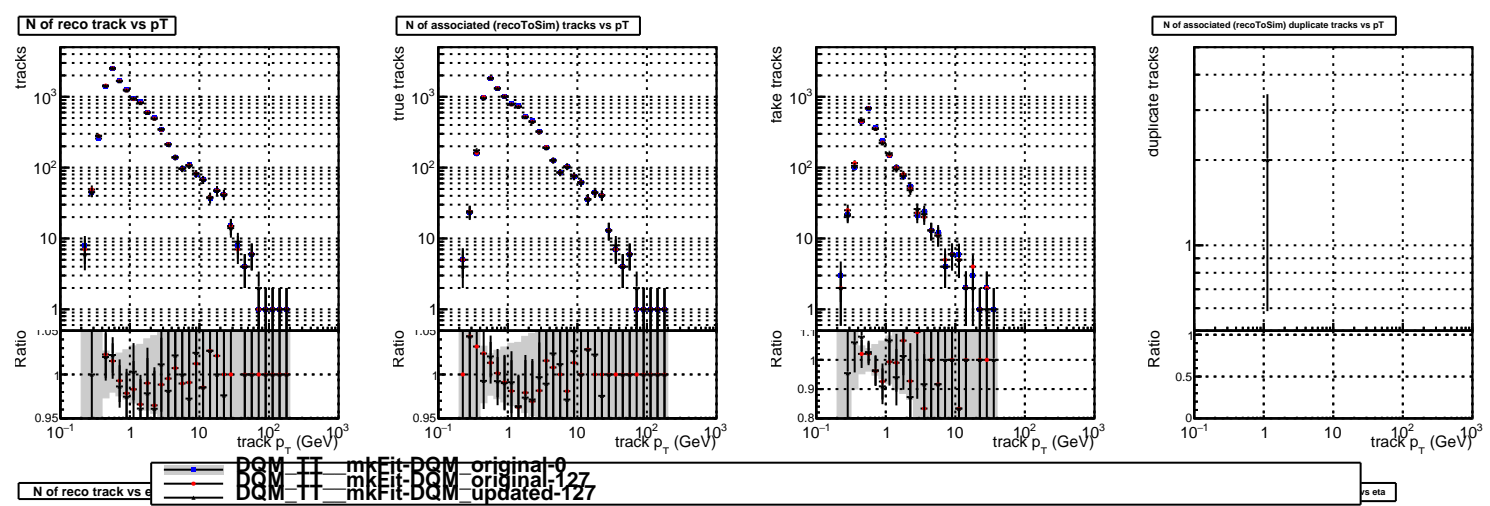 N of reco track vs pT
N of associated (recoToSim) tracks vs pT
N of associated (recoToSim) duplicate tracks vs pT
tracks
10³
10²
10
1
Ratio
1.05
1
0.95
10⁻¹ 1 10 10² 10³
track p_T (GeV)
true tracks
10³
10²
10
1
Ratio
1.05
1
0.95
10⁻¹ 1 10 10² 10³
track p_T (GeV)
fake tracks
10³
10²
10
1
Ratio
1.1
1
0.9
0.8
10⁻¹ 1 10 10² 10³
track p_T (GeV)
duplicate tracks
1
Ratio
1
0.5
0
10⁻¹ 1 10 10² 10³
track p_T (GeV)
DQM_TT__mkFit-DQM_original-0
DQM_TT__mkFit-DQM_original-127
DQM_TT__mkFit-DQM_updated-127
N of reco track vs e
vs eta